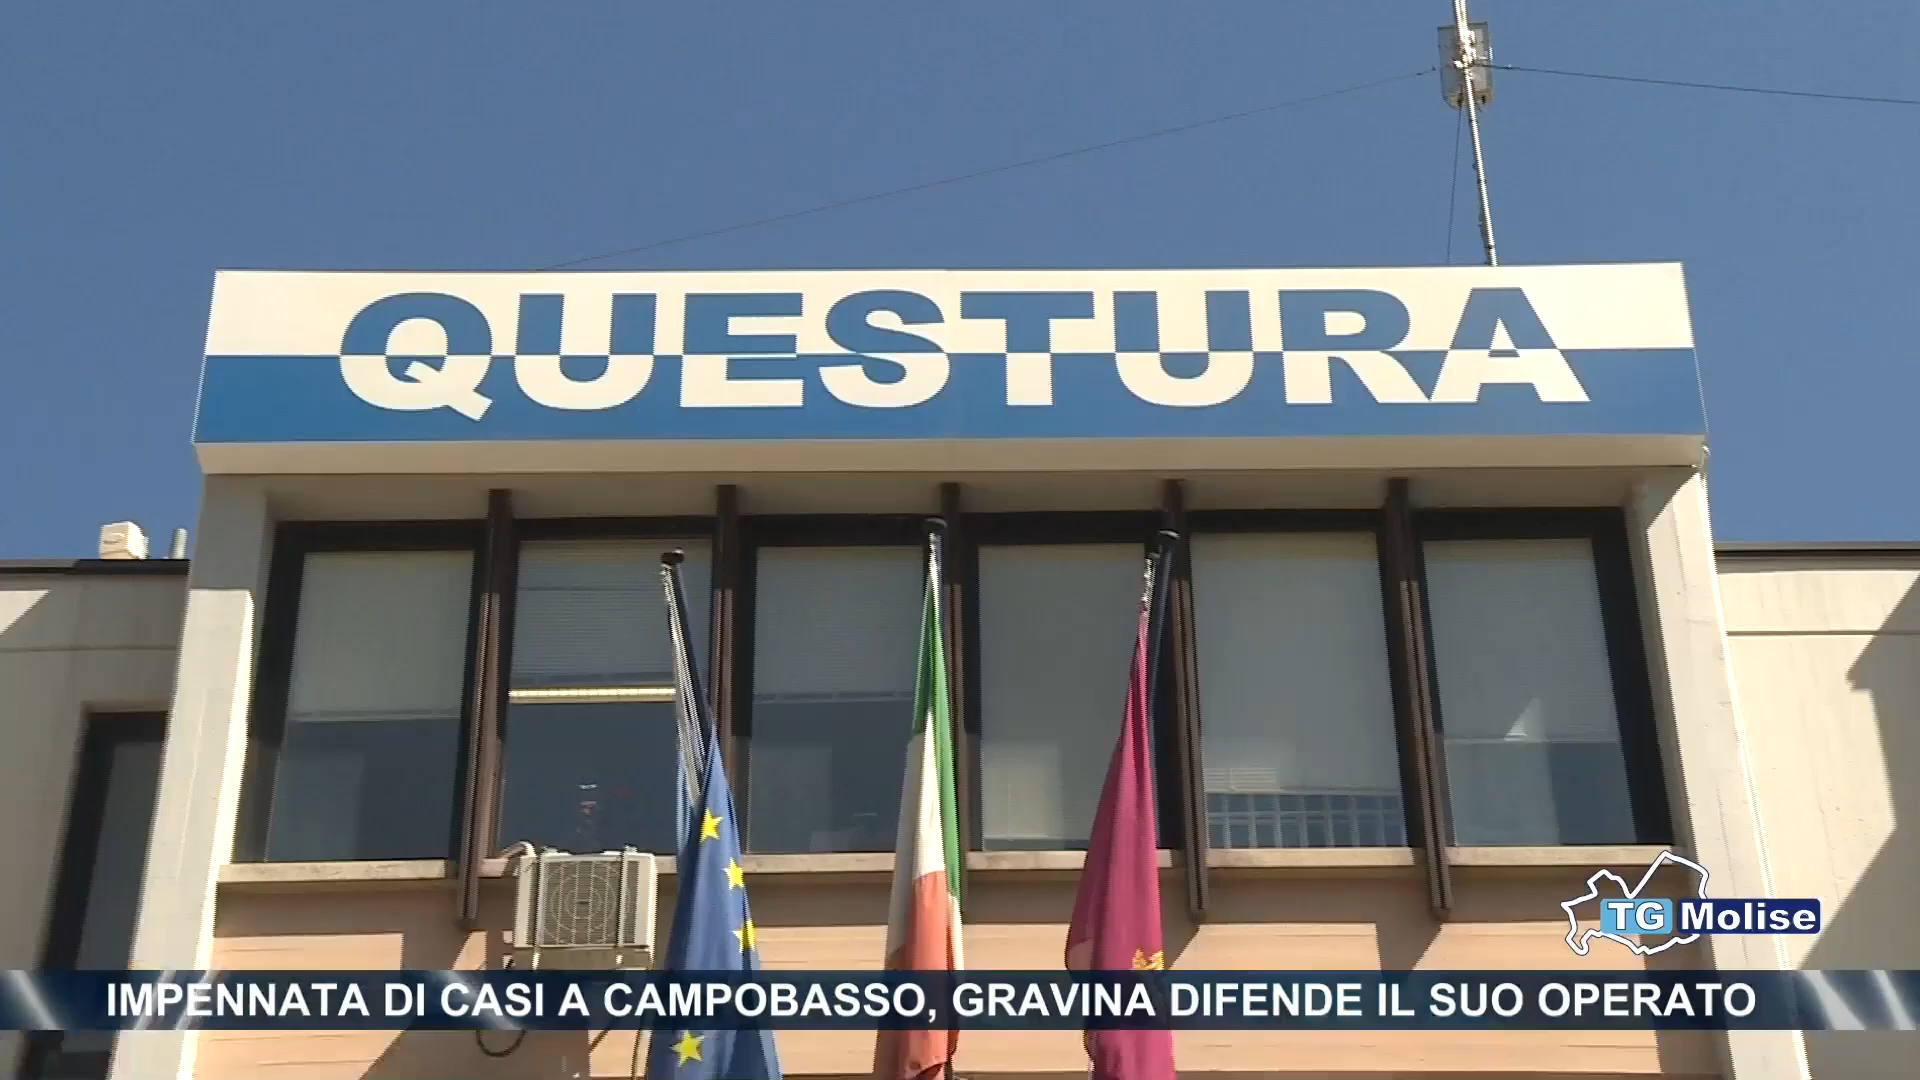 QUESTURA
TG Molise
IMPENNATA DI CASI A CAMPOBASSO, GRAVINA DIFENDE IL SUO OPERATO